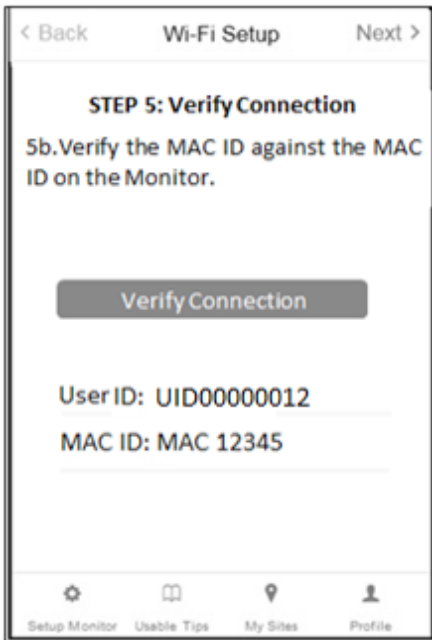 < Back Wi-Fi Setup Next >
STEP 5: Verify Connection
5b.Verify the MAC ID against the MAC
ID on the Monitor.
Verify Connection
User ID: UID00000012
MAC ID: MAC 12345
Setup Monitor Usable Tips My Sites Profile